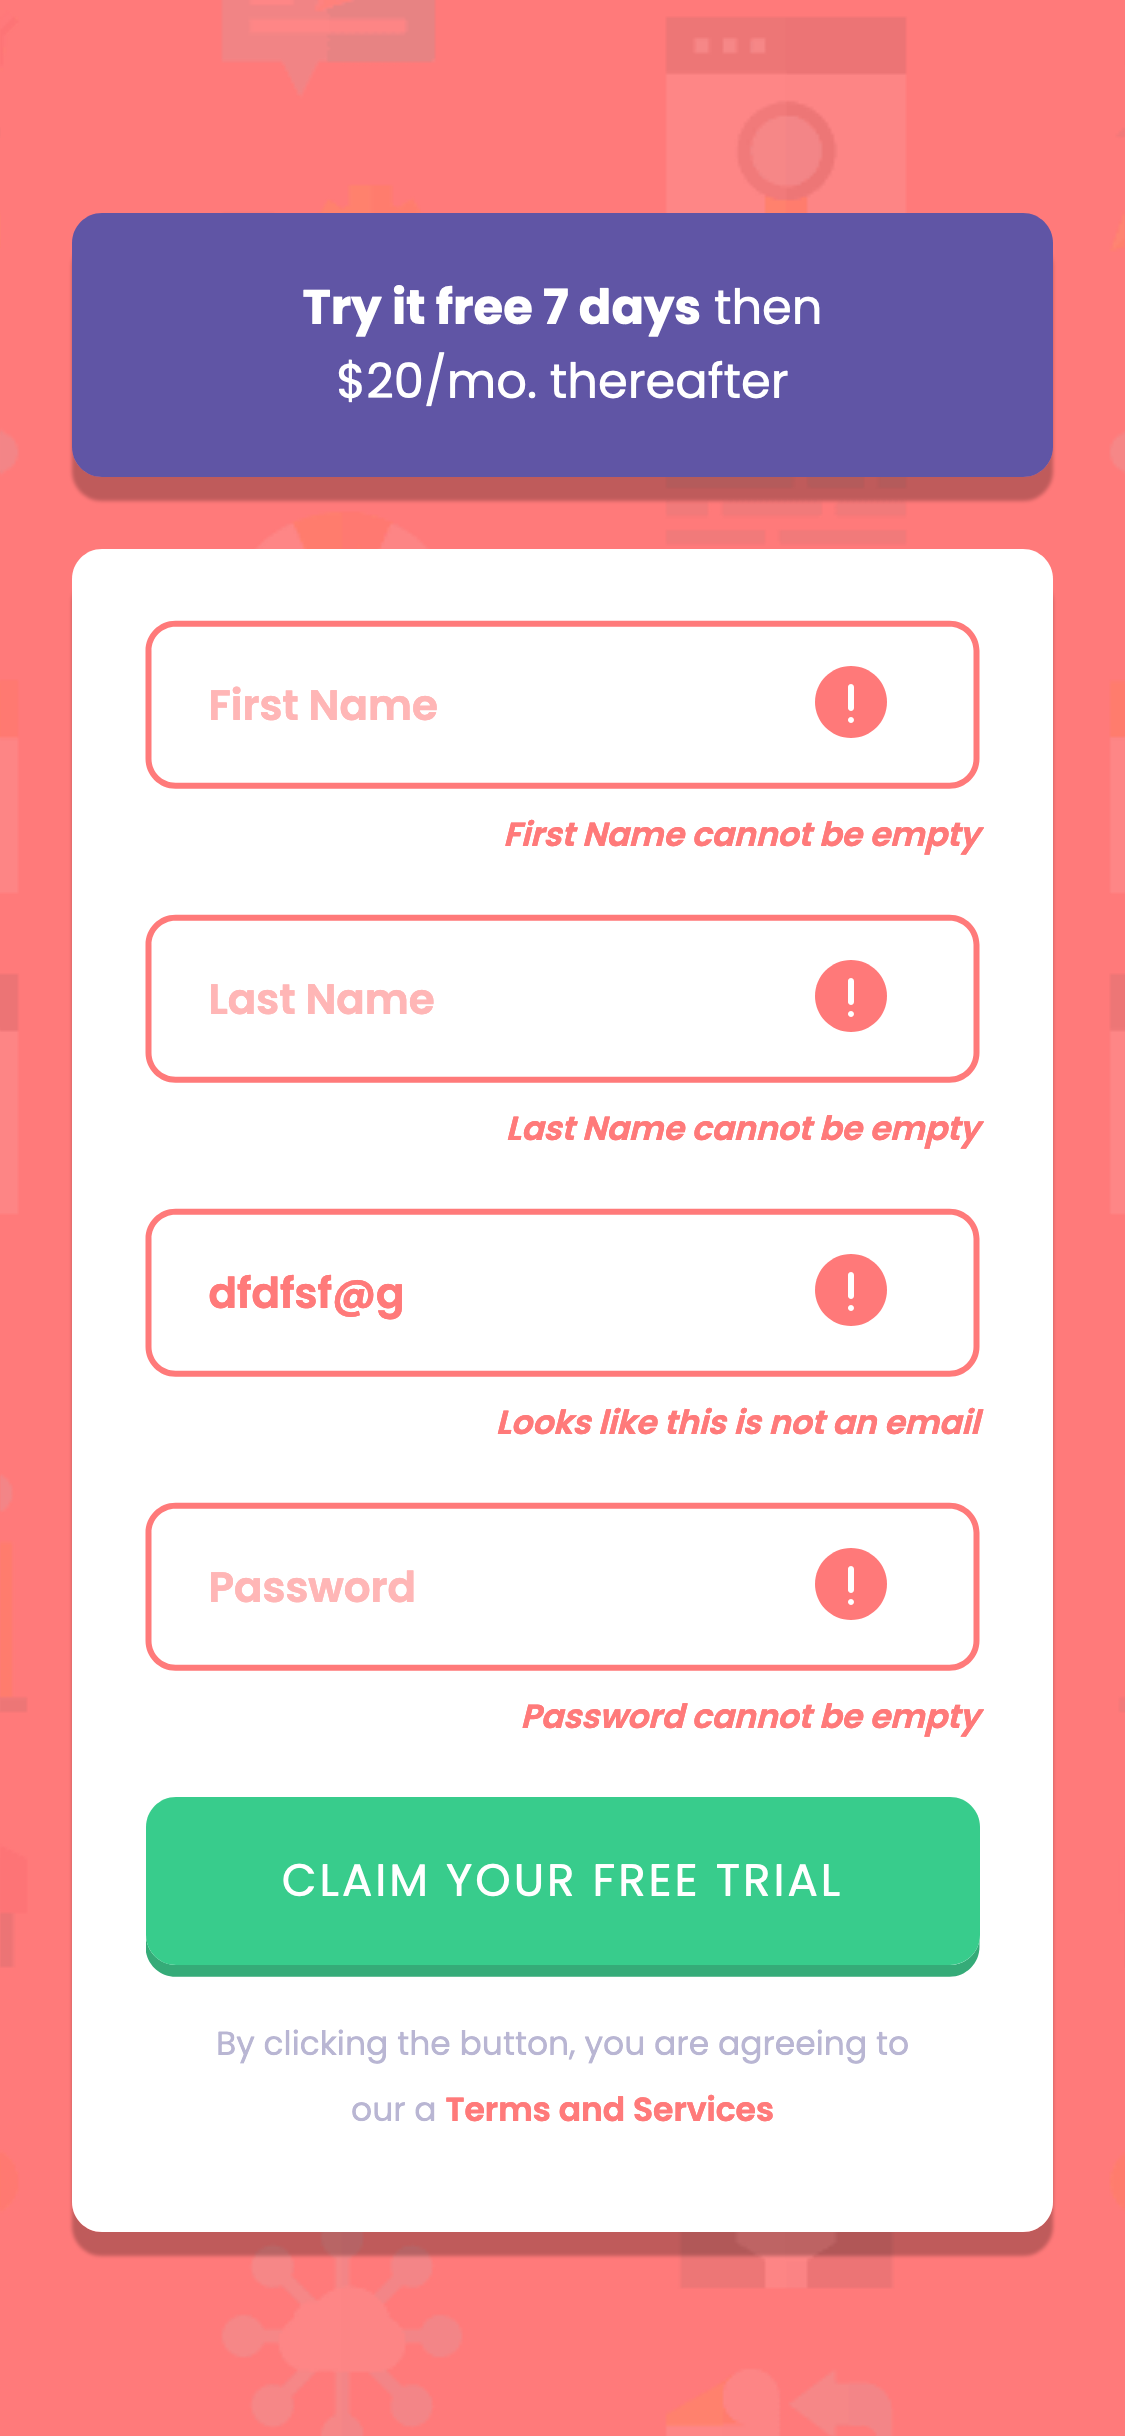 Try it free 7 days then
$20/mo. thereafter
First Name
First Name cannot be empty
Last Name
Last Name cannot be empty
dfdfsf@g
Looks like this is not an email
Password
Password cannot be empty
CLAIM YOUR FREE TRIAL
By clicking the button, you are agreeing to
our a Terms and Services